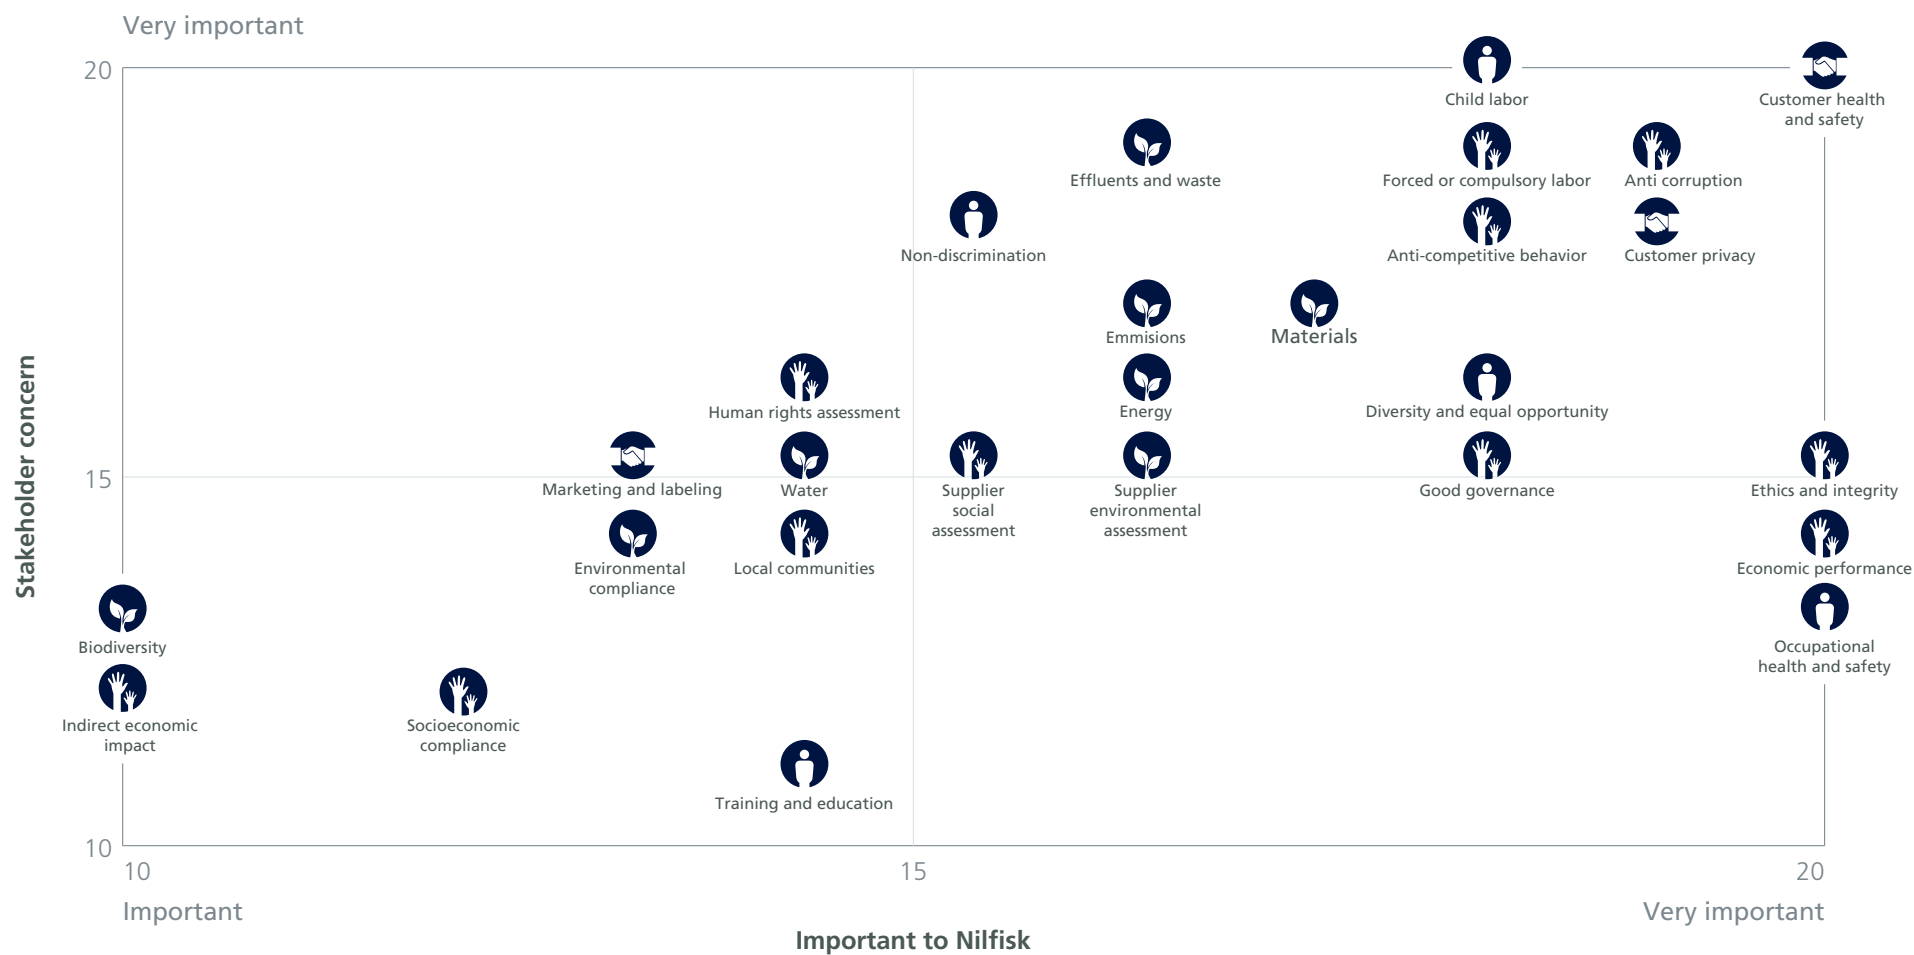 Very important
20
Child labor
Customer health
and safety
Effluents and waste
Forced or compulsory labor
Anti corruption
Non-discrimination
Anti-competitive behavior
Customer privacy
Emmisions
Materials
Human rights assessment
Energy
Diversity and equal opportunity
Stakeholder concern
15
Marketing and labeling
Water
Supplier
social
assessment
Supplier
environmental
assessment
Good governance
Ethics and integrity
Environmental
compliance
Local communities
Economic performance
Biodiversity
Occupational
health and safety
Indirect economic
impact
Socioeconomic
compliance
Training and education
10
10
15
20
Important
Very important
Important to Nilfisk